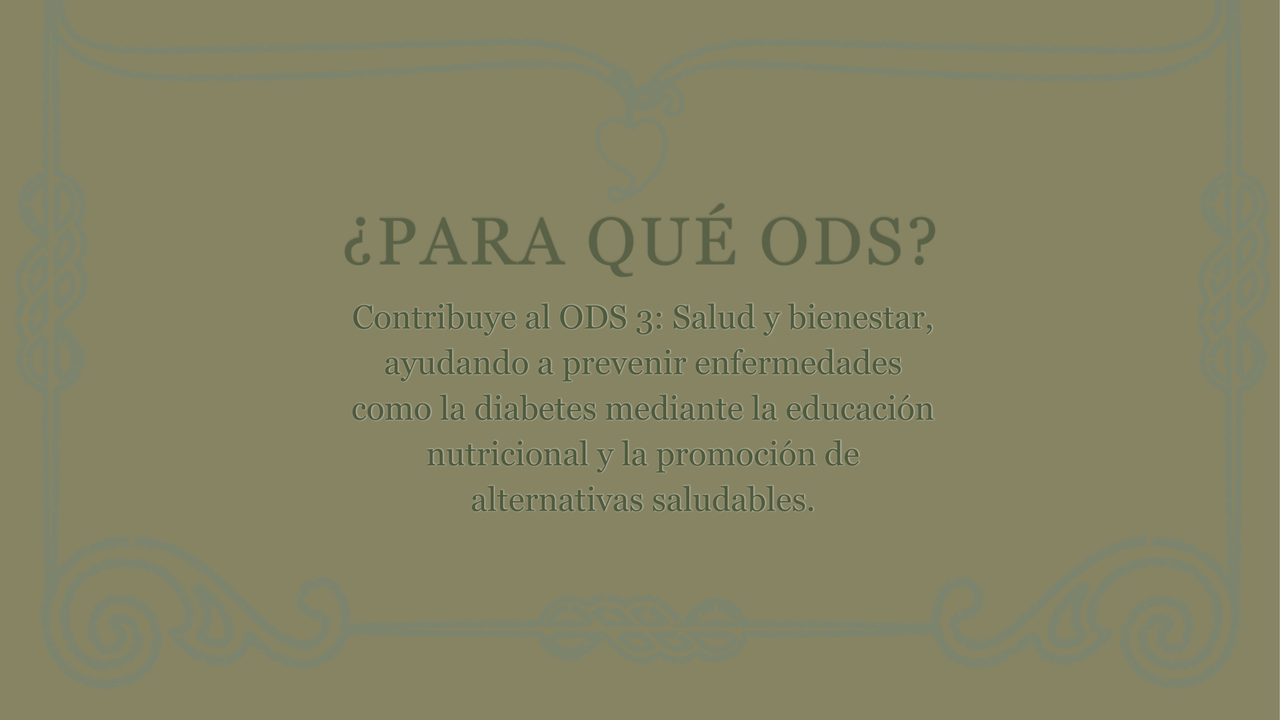 ¿PARA QUÉ ODS?
Contribuye al ODS 3: Salud y bienestar,
ayudando a prevenir enfermedades
como la diabetes mediante la educación
nutricional y la promoción de
alternativas saludables.